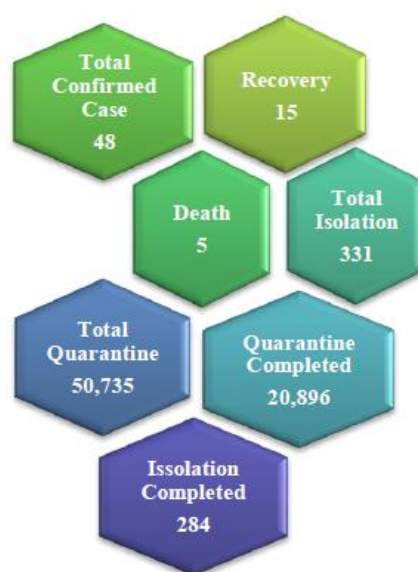 Total
Confirmed
Case
48
Recovery
15
Death
5
Total
Isolation
331
Total
Quarantine
50,735
Quarantine
Completed
20,896
Issolation
Completed
284